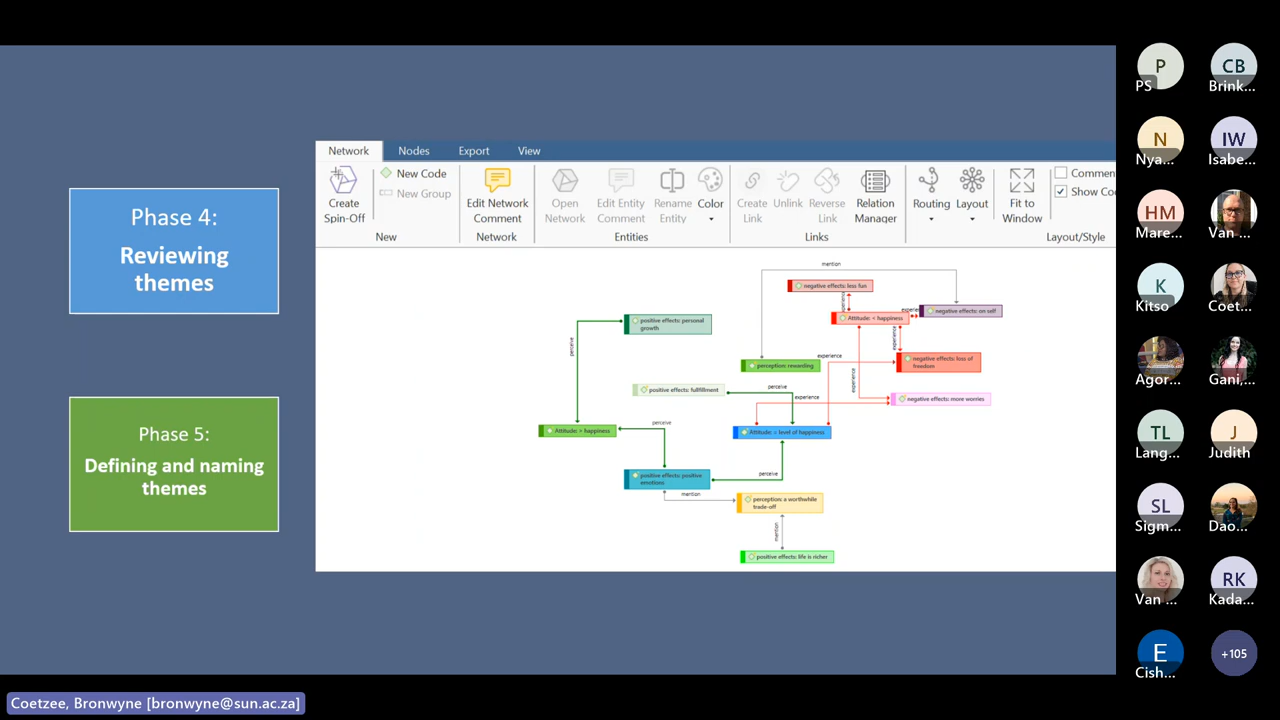 Phase 4:
Reviewing
themes
Phase 5:
Defining and naming
themes
Network
Nodes
Export
View
Create
Spin-Off
New Code
New Group
New
Edit Network
Comment
Network
Open
Network
Edit Entity
Comment
Rename
Entity
Color
Entities
Create
Link
Unlink
Reverse
Link
Relation
Manager
Links
Routing
Layout
Fit to
Window
Commen
Show Co
Layout/Style
mention
negative effects: less fun
experience
Attitude: < happiness
experie
negative effects: on self
positive effects: personal
growth
perceive
experience
experience
perception: rewarding
negative effects: loss of
freedom
experience
positive effects: fulfillment
perceive
experience
negative effects: more worries
Attitude: > happiness
perceive
Attitude: = level of happiness
positive effects: positive
emotions
perceive
mention
perception: a worthwhile
trade-off
mention
positive effects: life is richer
P
PS
CB
Brink...
N
Nya...
IW
Isabe...
HM
Mare...
Van ...
K
Kitso
Coet...
Agor...
Gani,...
TL
Lang...
J
Judith
SL
Sigm...
Dao...
Van ...
RK
Kada...
E
Cish...
+105
Coetzee, Bronwyne [bronwyne@sun.ac.za]